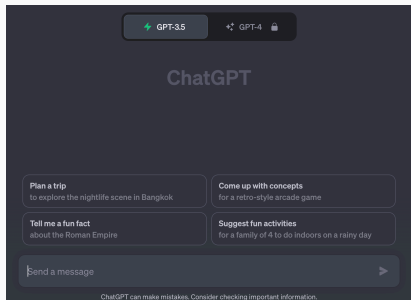 GPT-3.5
GPT-4
ChatGPT
Plan a trip
to explore the nightlife scene in Bangkok
Come up with concepts
for a retro-style arcade game
Tell me a fun fact
about the Roman Empire
Suggest fun activities
for a family of 4 to do indoors on a rainy day
Send a message
ChatGPT can make mistakes. Consider checking important information.